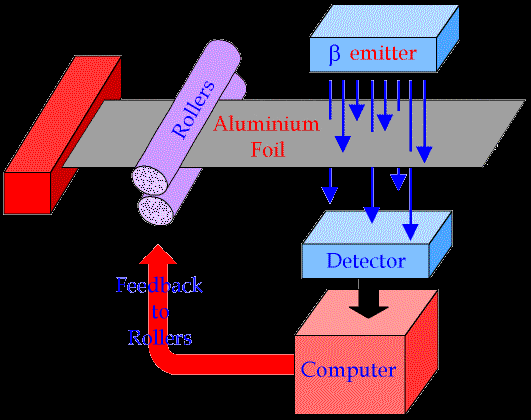 β emitter
Rollers
Aluminium
Foil
Detector
Feedback
to
Rollers
Computer